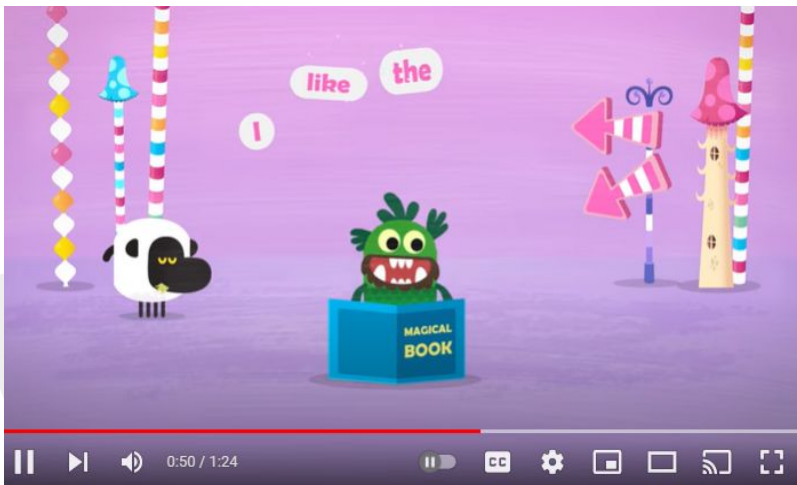 I like the
MAGICAL
BOOK
0:50 / 1:24
CC